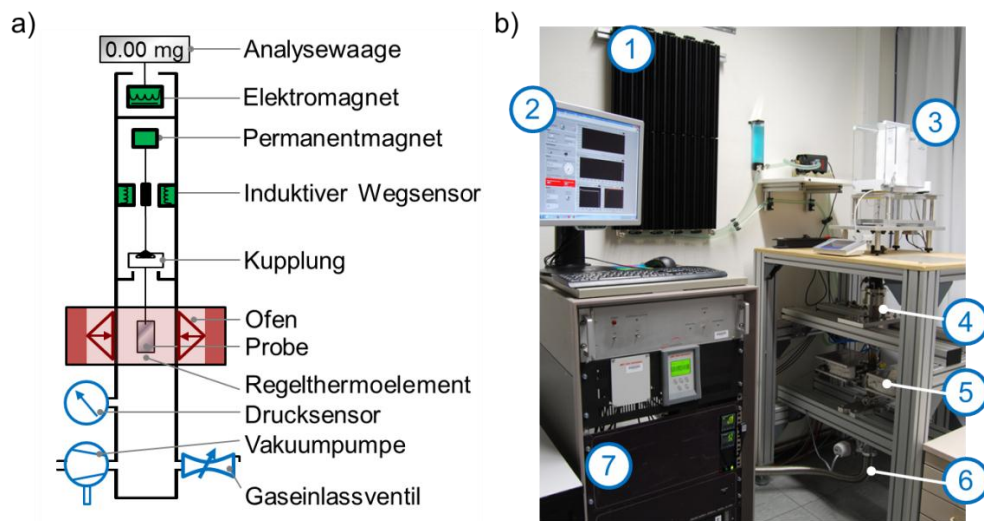 a)
0.00 mg
Analysewaage
Elektromagnet
Permanentmagnet
Induktiver Wegsensor
Kupplung
Ofen
Probe
Regelthermoelement
Drucksensor
Vakuumpumpe
Gaseinlassventil
b)
1
2
3
4
5
6
7